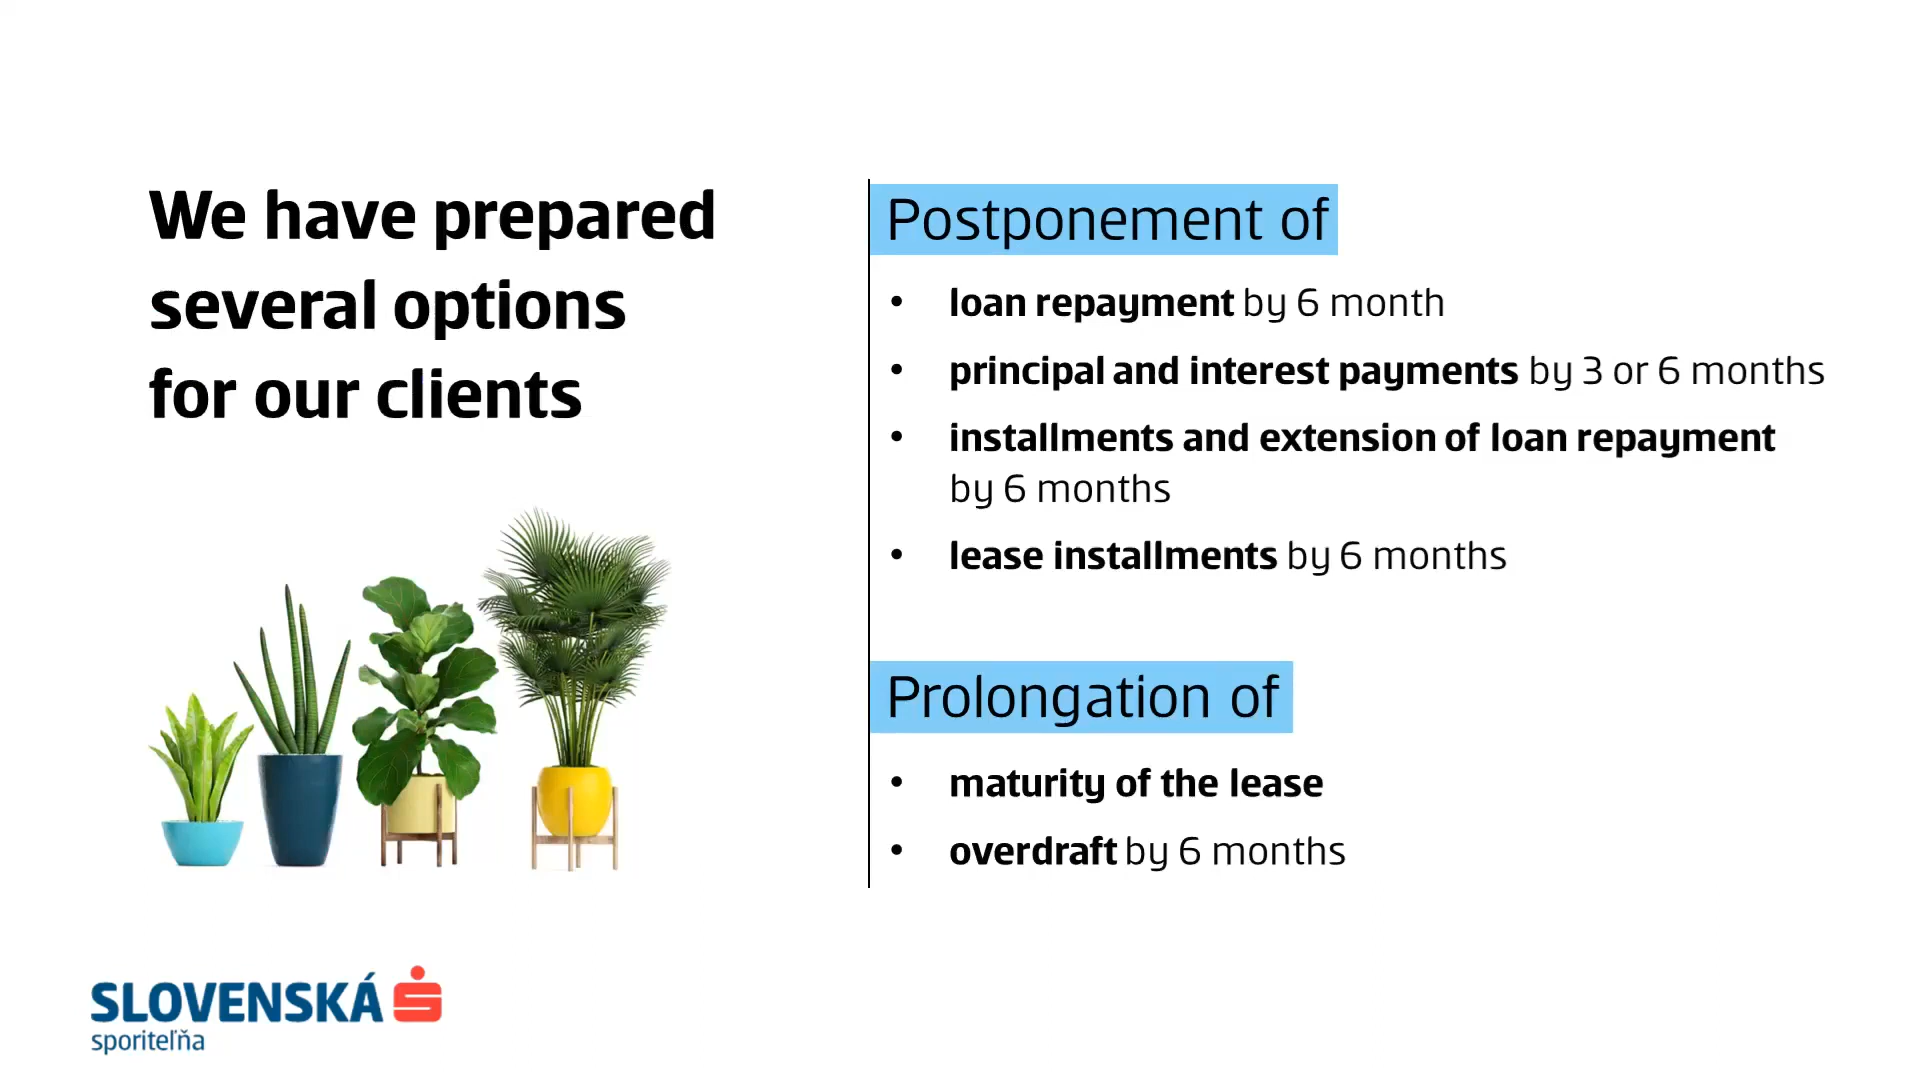 We have prepared
several options
for our clients
Postponement of
• loan repayment by 6 month
• principal and interest payments by 3 or 6 months
• installments and extension of loan repayment
by 6 months
• lease installments by 6 months
Prolongation of
• maturity of the lease
• overdraft by 6 months
SLOVENSKÁ
sporiteľňa